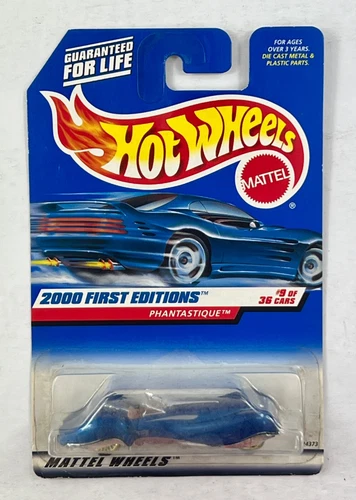 GUARANTEED
FOR LIFE
FOR AGES
OVER 3 YEARS.
DIE CAST METAL &
PLASTIC PARTS.
HOT WHEELS
MATTEL
®
2000 FIRST EDITIONS™
PHANTASTIQUE™
#9 OF
36 CARS
MATTEL WHEELS™